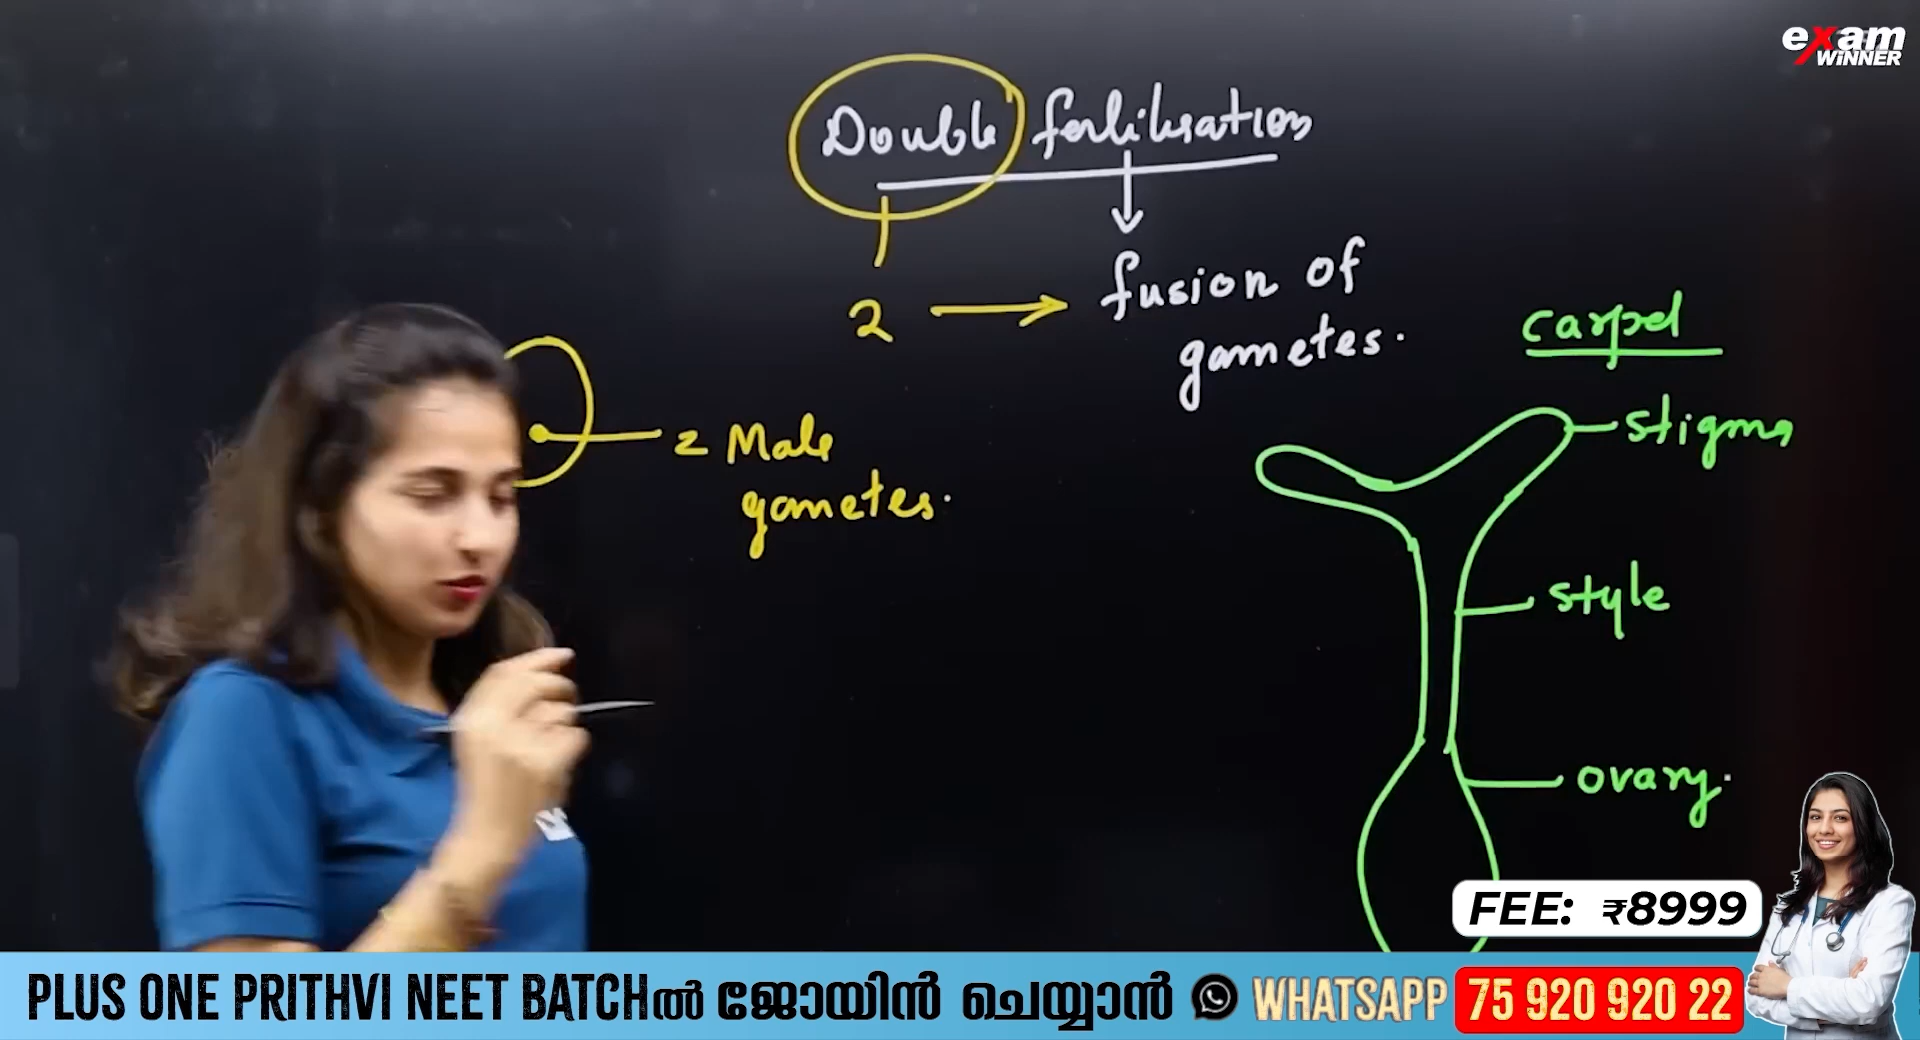 exam
WiNNER
Double fertilisation
2 → fusion of
gametes.
carpel
stigma
2 Male
gametes.
style
ovary.
FEE: ₹8999
PLUS ONE PRITHVI NEET BATCHൽ ജോയിൻ ചെയ്യാൻ WHATSAPP 75 920 920 22